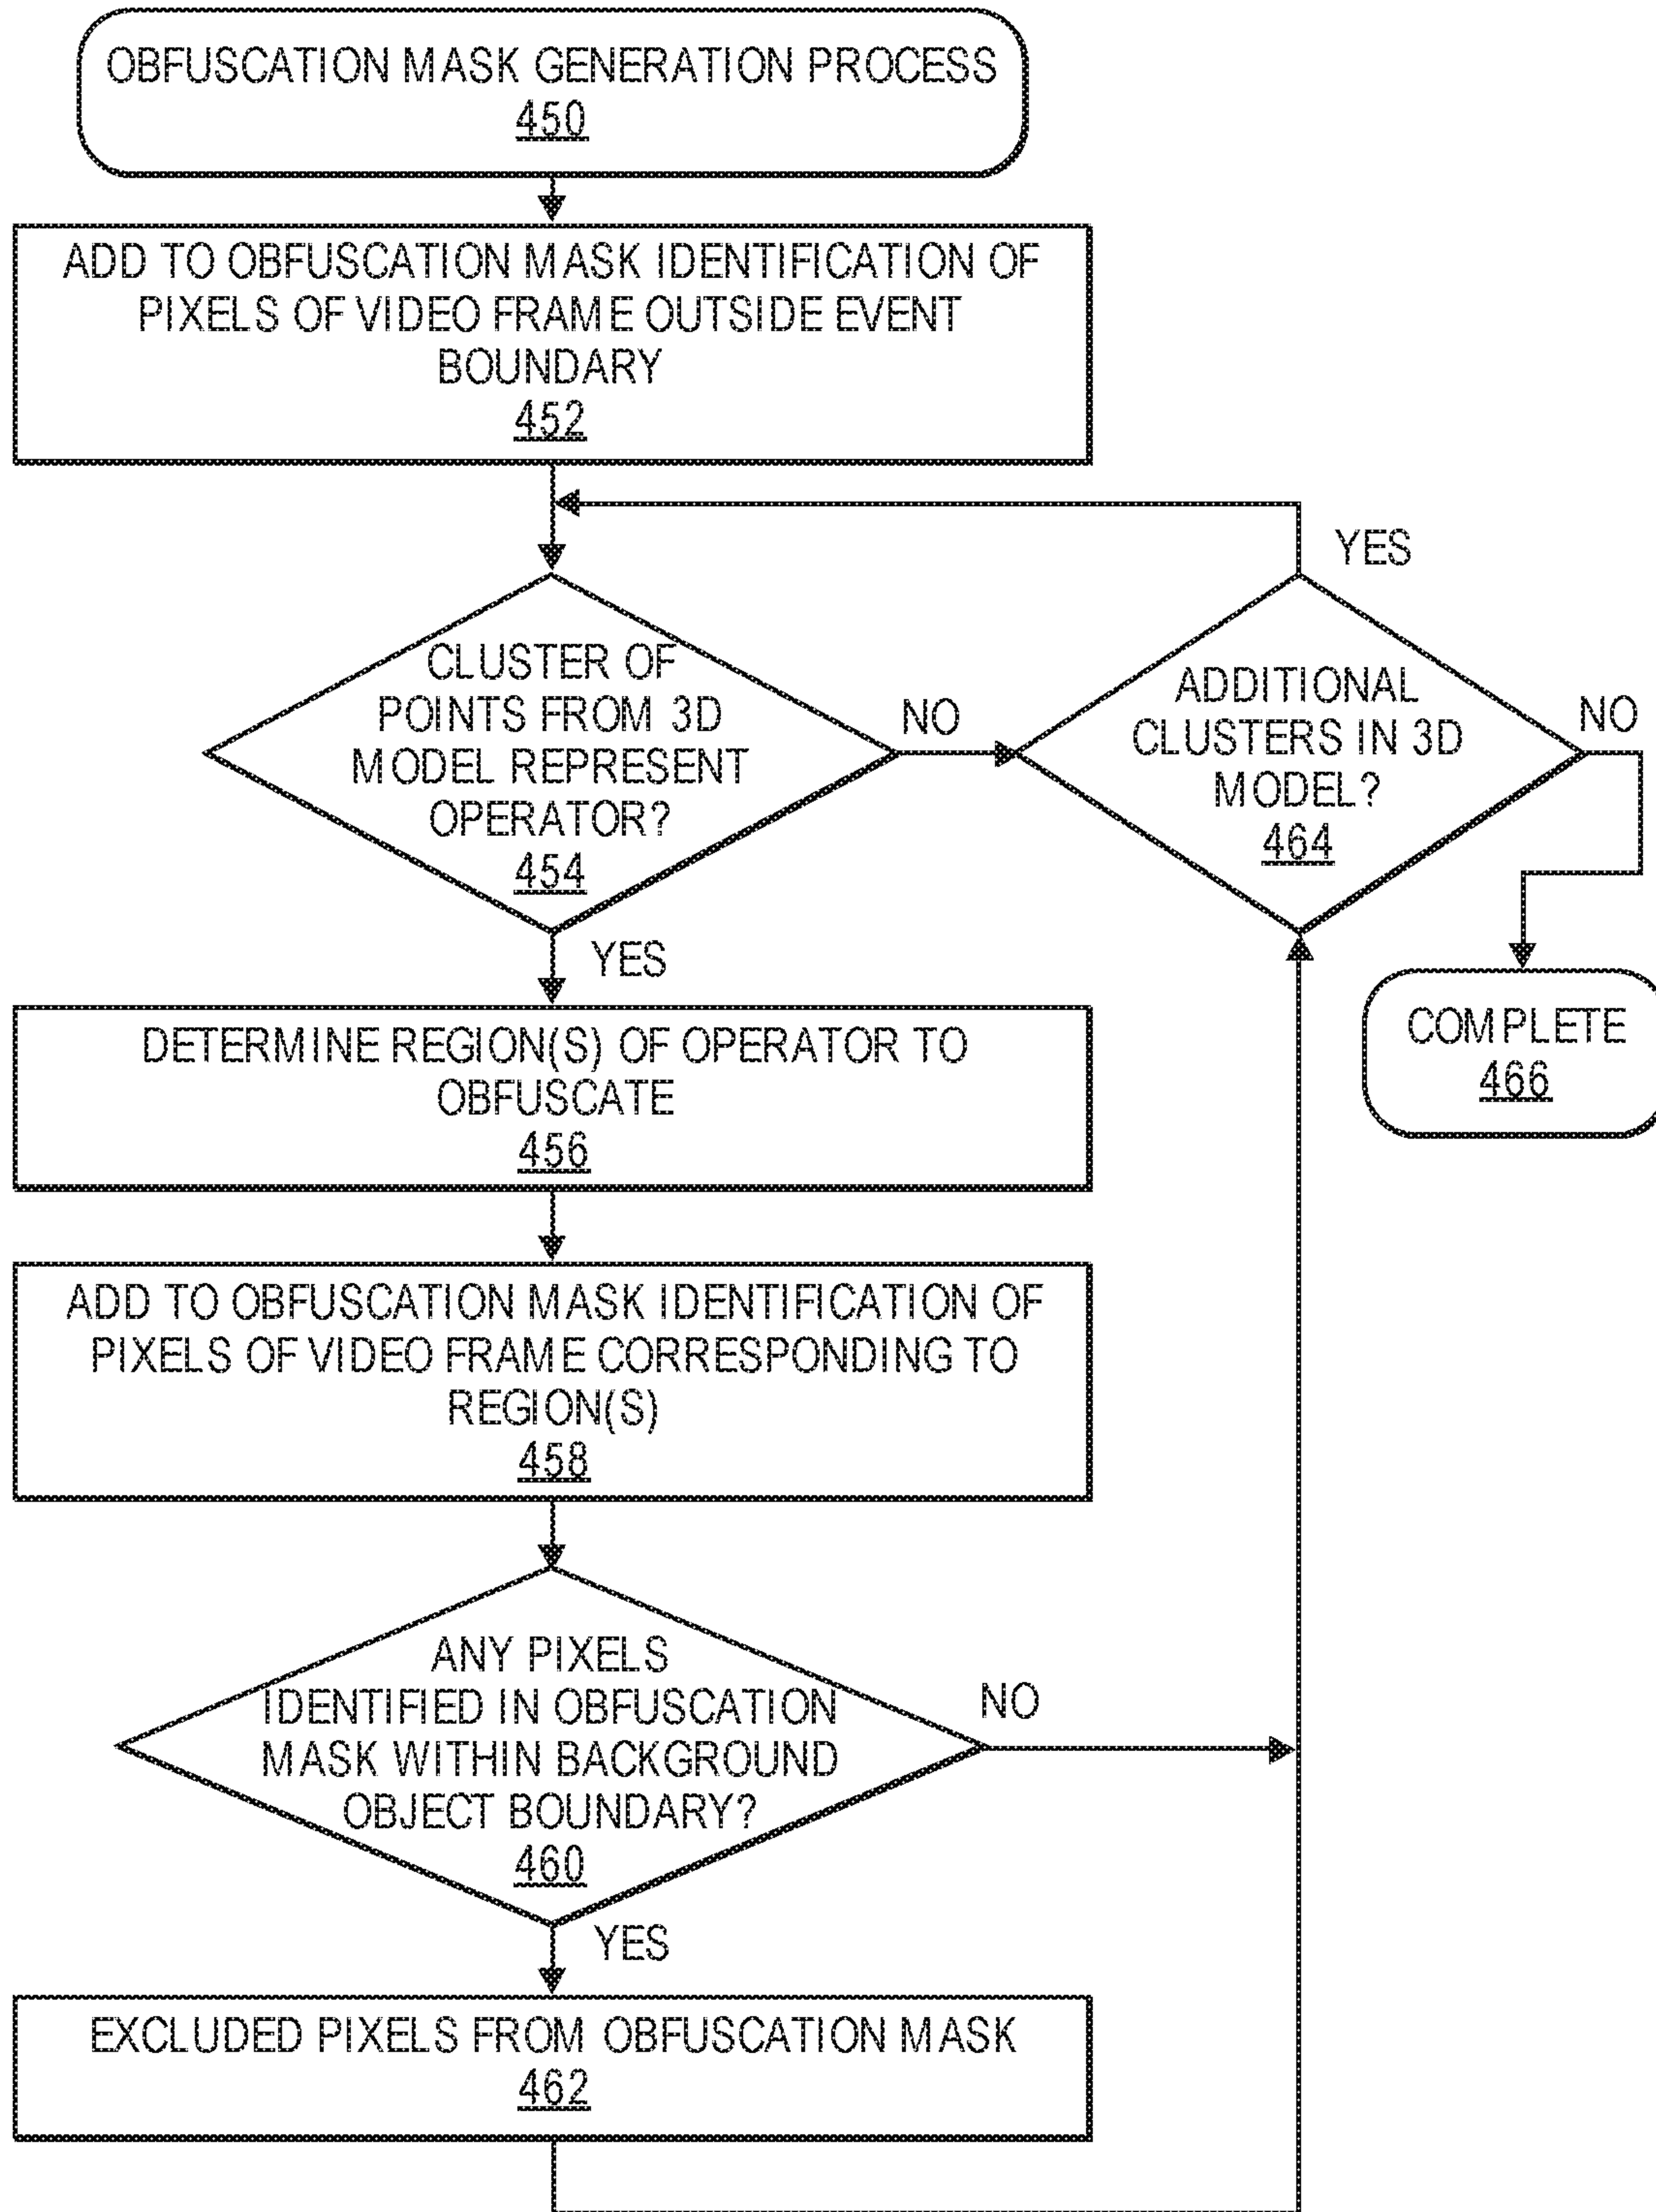 OBFUSCATION MASK GENERATION PROCESS
450
ADD TO OBFUSCATION MASK IDENTIFICATION OF
PIXELS OF VIDEO FRAME OUTSIDE EVENT
BOUNDARY
452
YES
CLUSTER OF
POINTS FROM 3D
MODEL REPRESENT
OPERATOR?
454
NO
ADDITIONAL
CLUSTERS IN 3D
MODEL?
464
NO
YES
COMPLETE
466
DETERMINE REGION(S) OF OPERATOR TO
OBFUSCATE
456
ADD TO OBFUSCATION MASK IDENTIFICATION OF
PIXELS OF VIDEO FRAME CORRESPONDING TO
REGION(S)
458
ANY PIXELS
IDENTIFIED IN OBFUSCATION
MASK WITHIN BACKGROUND
OBJECT BOUNDARY?
460
NO
YES
EXCLUDED PIXELS FROM OBFUSCATION MASK
462